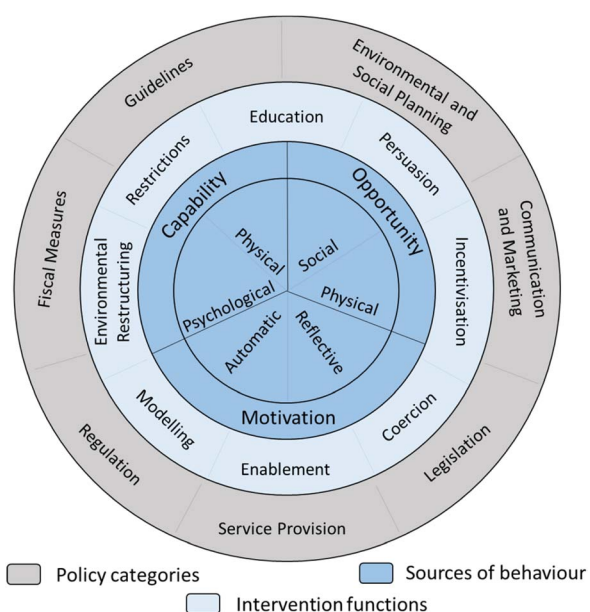 Guidelines
Environmental and
Social Planning
Fiscal Measures
Communication
and Marketing
Regulation
Legislation
Service Provision
Education
Restrictions
Persuasion
Environmental
Restructuring
Incentivisation
Modelling
Coercion
Enablement
Capability
Opportunity
Motivation
Physical
Social
Psychological
Physical
Automatic
Reflective
Policy categories
Sources of behaviour
Intervention functions